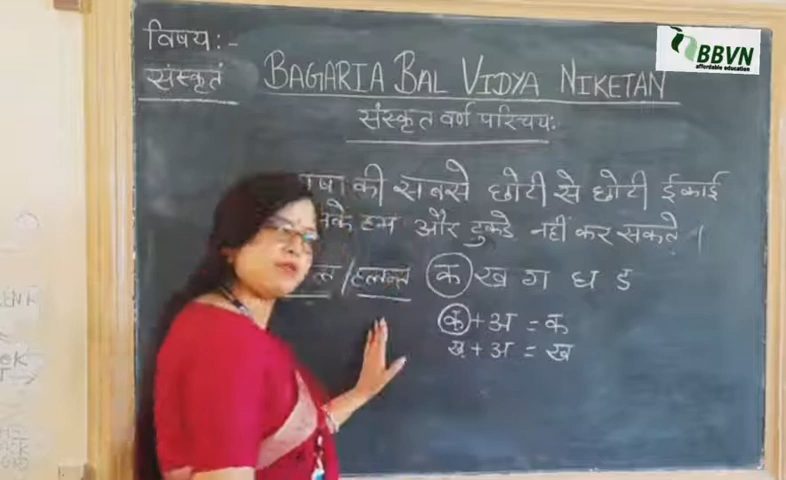 विषय:-
संस्कृतं
BAGARIA BAL VIDYA NIKETAN
BBVN
affordable education
संस्कृत वर्ण परिचय:
की सबसे छोटी से छोटी ईकाई
हम और टुकडे नहीं कर सकते ।
/हलन्त क ख ग घ ङ
क् + अ = क
ख् + अ = ख